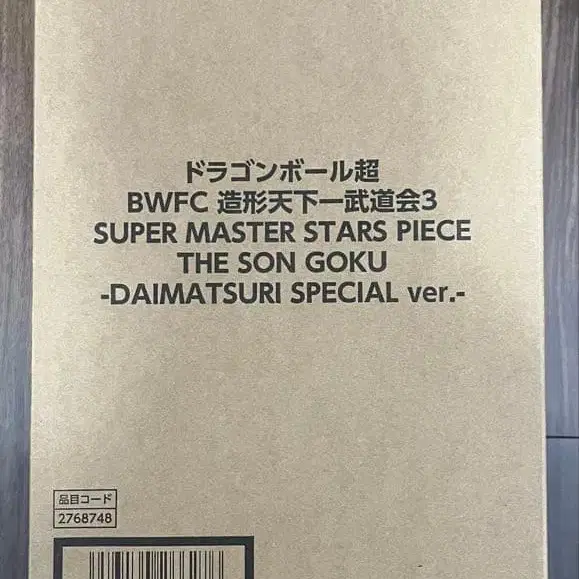 ドラゴンボール超
BWFC 造形天下一武道会3
SUPER MASTER STARS PIECE
THE SON GOKU
-DAIMATSURI SPECIAL ver.-
品目コード
2768748